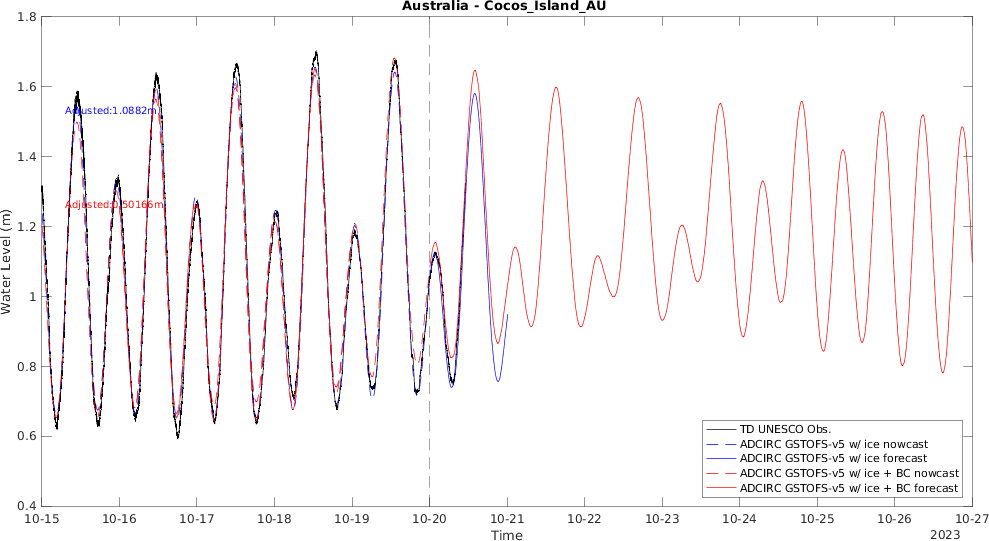 Australia - Cocos_Island_AU
1.8
1.6
1.4
1.2
1
0.8
0.6
0.4
Water Level (m)
Adjusted:1.0882m
Adjusted:0.50166m
TD UNESCO Obs.
ADCIRC GSTOFS-v5 w/ ice nowcast
ADCIRC GSTOFS-v5 w/ ice forecast
ADCIRC GSTOFS-v5 w/ ice + BC nowcast
ADCIRC GSTOFS-v5 w/ ice + BC forecast
10-15 10-16 10-17 10-18 10-19 10-20 10-21 10-22 10-23 10-24 10-25 10-26 10-27
Time
2023